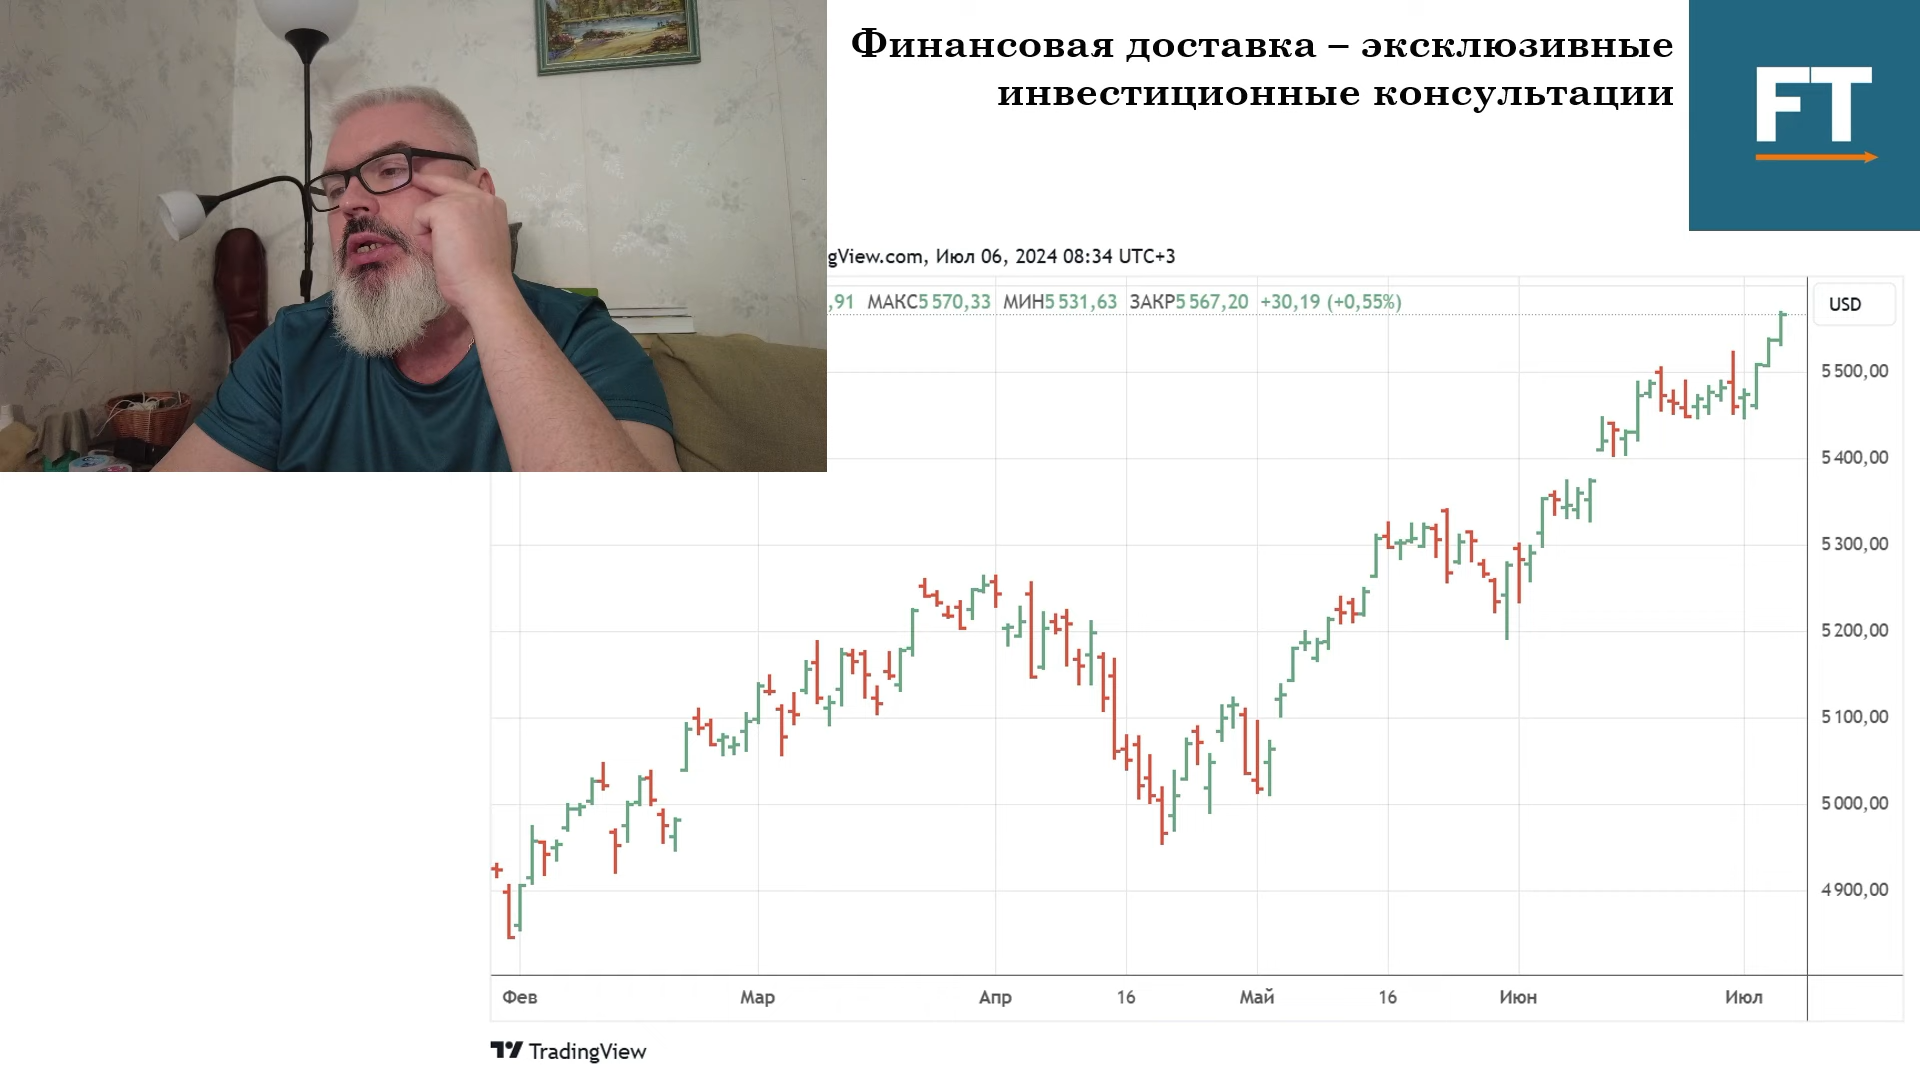 Финансовая доставка – эксклюзивные
инвестиционные консультации
FT
gView.com, Июл 06, 2024 08:34 UTC+3
,91 МАКС5 570,33 МИН5 531,63 ЗАКР5 567,20 +30,19 (+0,55%)
USD
5 500,00
5 400,00
5 300,00
5 200,00
5 100,00
5 000,00
4 900,00
Фев Мар Апр 16 Май 16 Июн Июл
TradingView